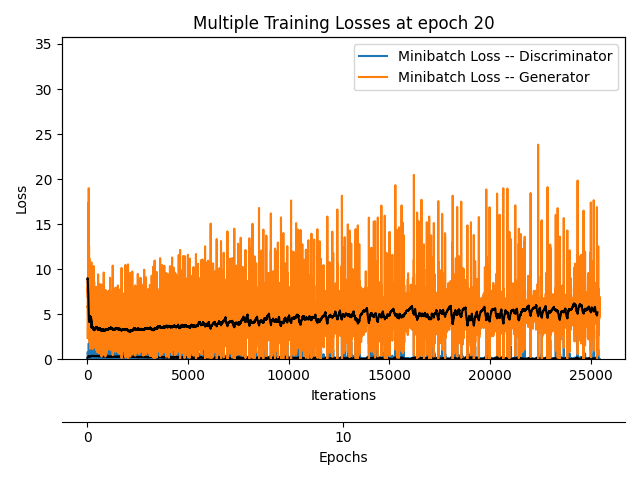 Multiple Training Losses at epoch 20
Minibatch Loss -- Discriminator
Minibatch Loss -- Generator
35
30
25
20
15
10
5
0
Loss
0 5000 10000 15000 20000 25000
Iterations
0 10
Epochs